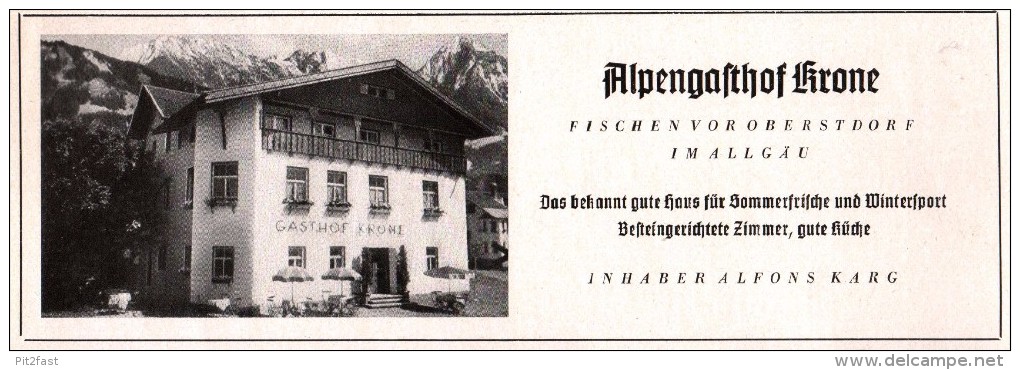 GASTHOF KRONE
Alpengasthof Krone
FISCHEN VOR OBERSTDORF
IM ALLGÄU
Das bekannt gute Haus für Sommerfrische und Wintersport
Besteingerichtete Zimmer, gute Küche
INHABER ALFONS KARG
Pit2fast
www.delcampe.net